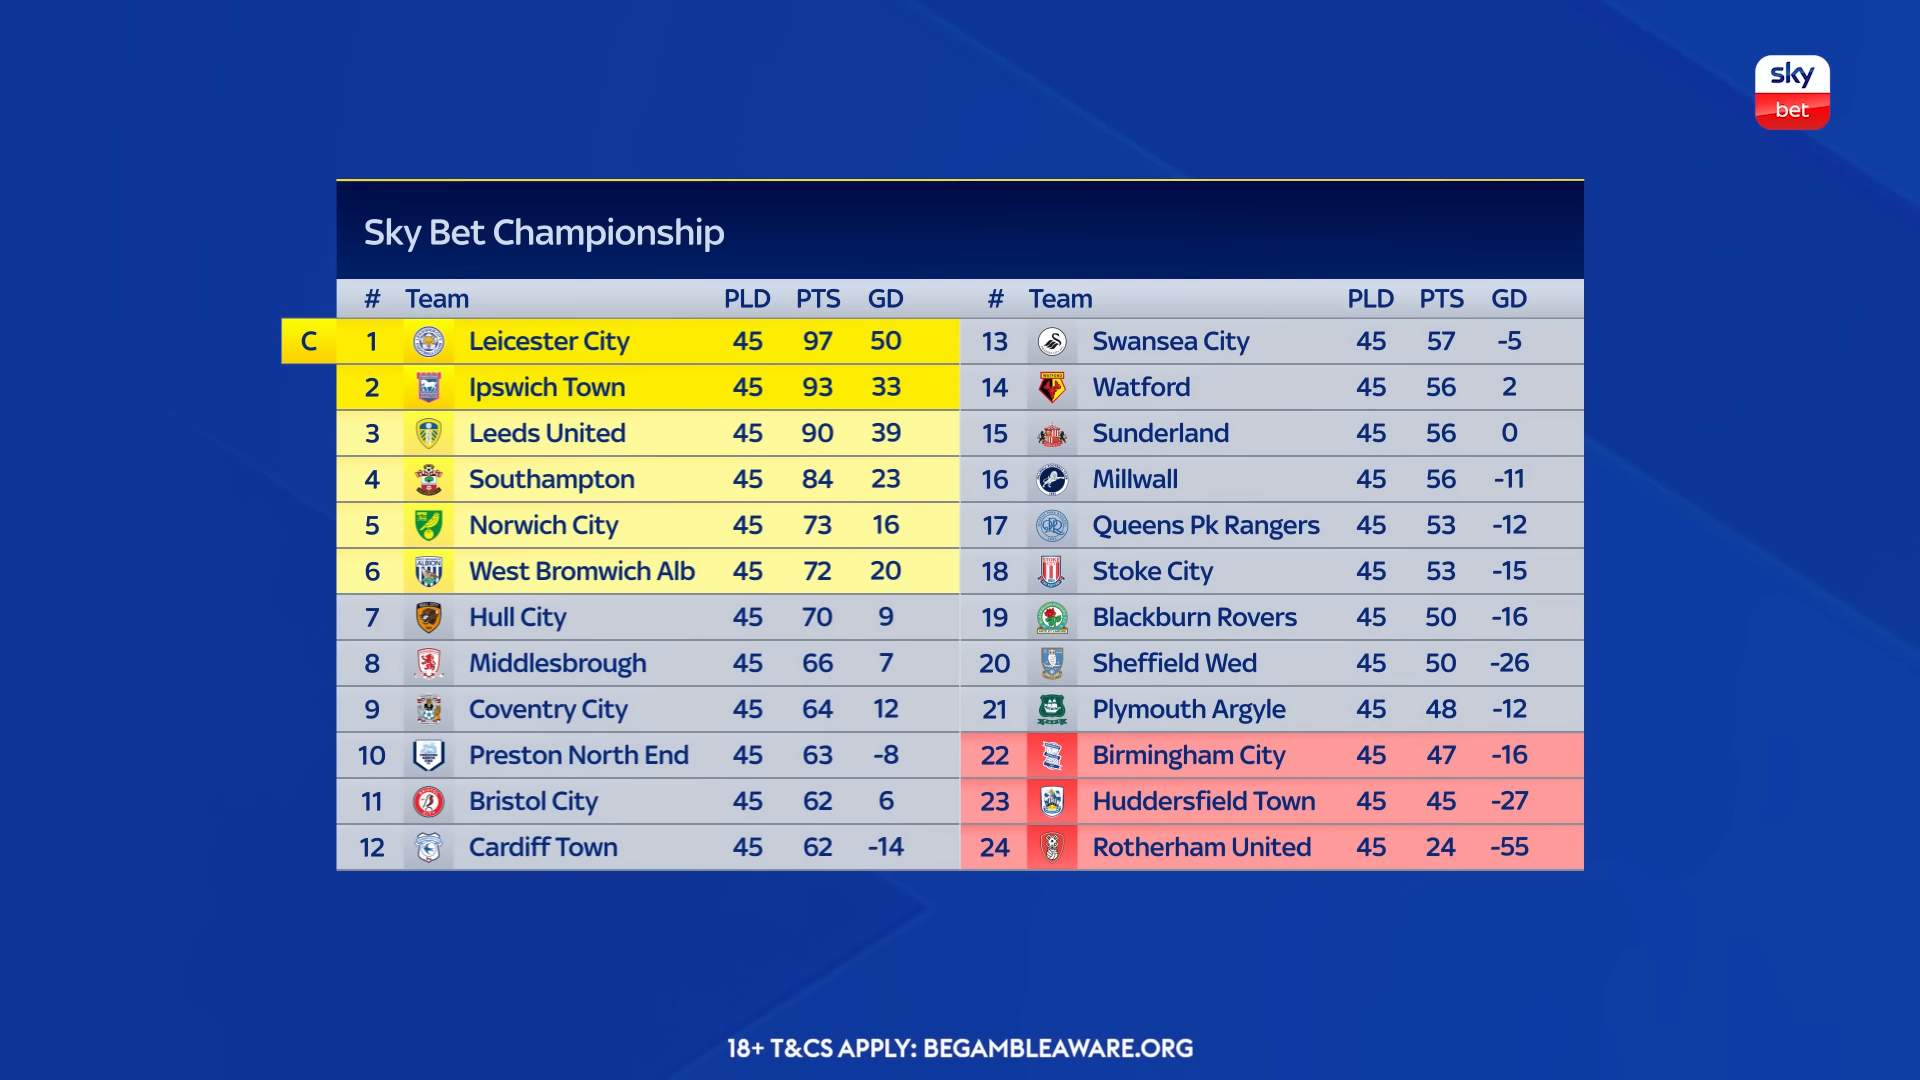 sky
bet
Sky Bet Championship
# Team PLD PTS GD
C 1 Leicester City 45 97 50
2 Ipswich Town 45 93 33
3 Leeds United 45 90 39
4 Southampton 45 84 23
5 Norwich City 45 73 16
6 West Bromwich Alb 45 72 20
7 Hull City 45 70 9
8 Middlesbrough 45 66 7
9 Coventry City 45 64 12
10 Preston North End 45 63 -8
11 Bristol City 45 62 6
12 Cardiff Town 45 62 -14
# Team PLD PTS GD
13 Swansea City 45 57 -5
14 Watford 45 56 2
15 Sunderland 45 56 0
16 Millwall 45 56 -11
17 Queens Pk Rangers 45 53 -12
18 Stoke City 45 53 -15
19 Blackburn Rovers 45 50 -16
20 Sheffield Wed 45 50 -26
21 Plymouth Argyle 45 48 -12
22 Birmingham City 45 47 -16
23 Huddersfield Town 45 45 -27
24 Rotherham United 45 24 -55
18+ T&CS APPLY: BEGAMBLEAWARE.ORG